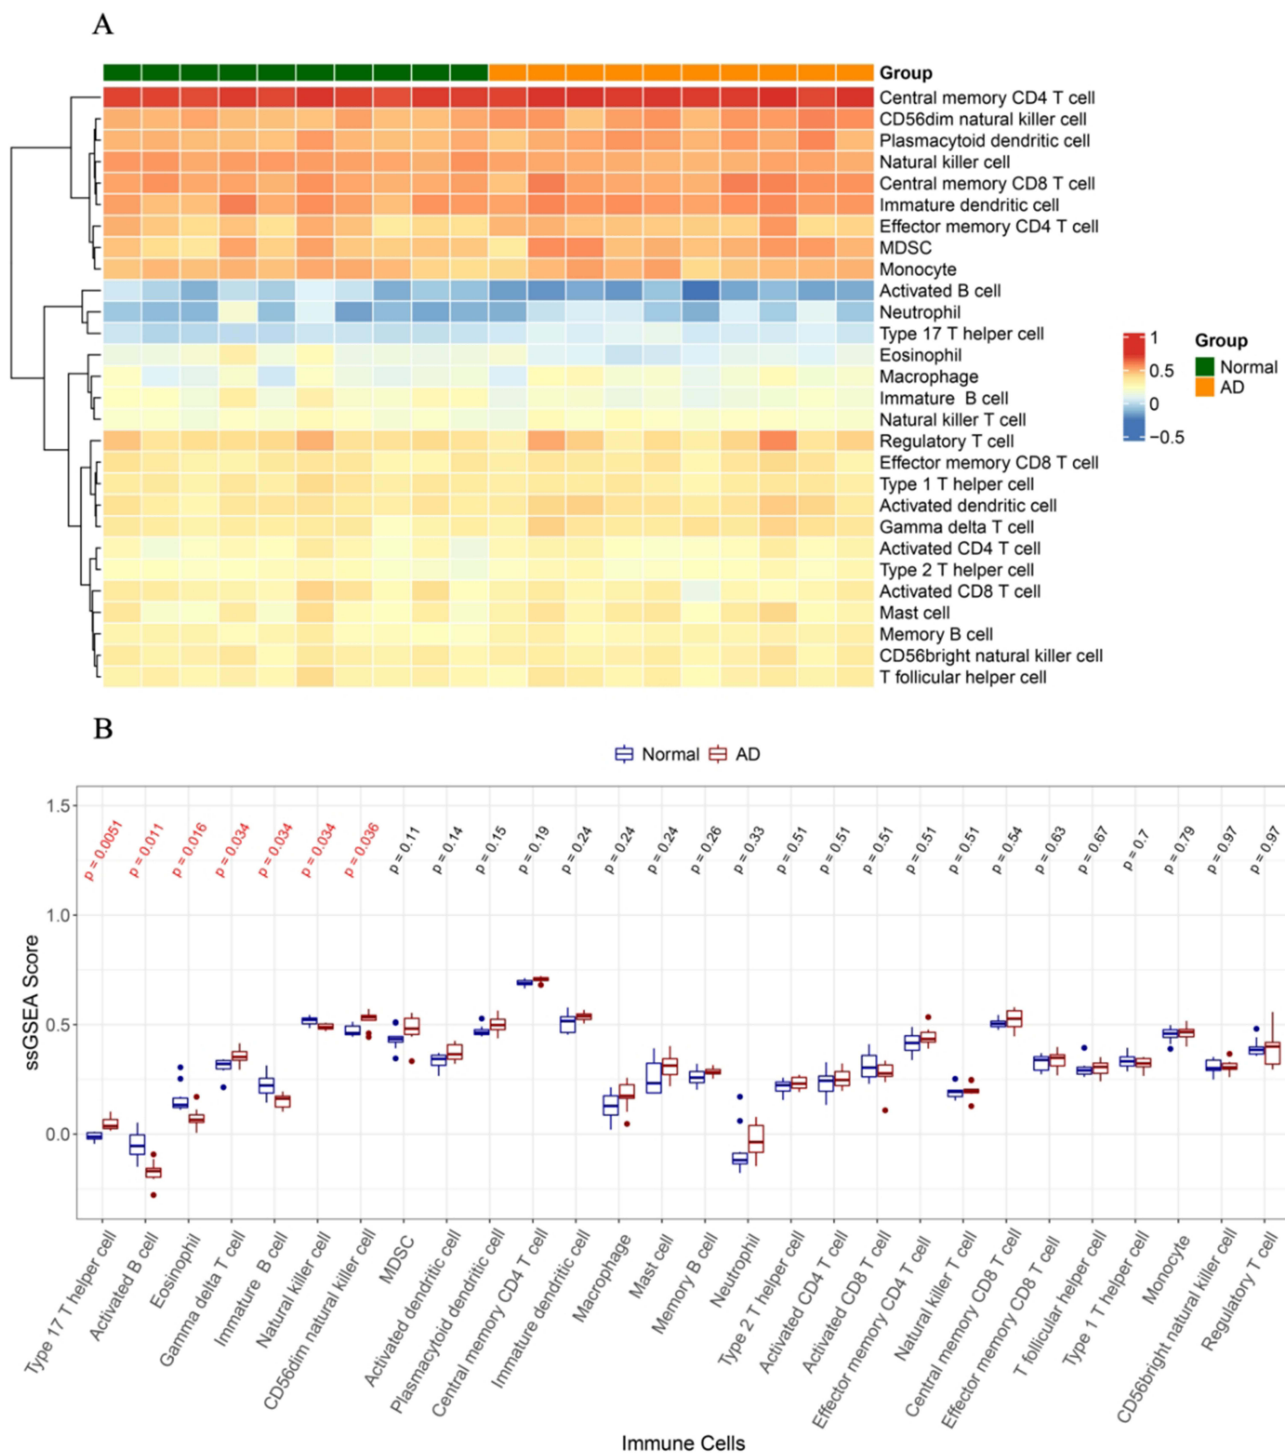 A
Group
Central memory CD4 T cell
CD56dim natural killer cell
Plasmacytoid dendritic cell
Natural killer cell
Central memory CD8 T cell
Immature dendritic cell
Effector memory CD4 T cell
MDSC
Monocyte
Activated B cell
Neutrophil
Type 17 T helper cell
Eosinophil
Macrophage
Immature  B cell
Natural killer T cell
Regulatory T cell
Effector memory CD8 T cell
Type 1 T helper cell
Activated dendritic cell
Gamma delta T cell
Activated CD4 T cell
Type 2 T helper cell
Activated CD8 T cell
Mast cell
Memory B cell
CD56bright natural killer cell
T follicular helper cell
1
0.5
0
−0.5
Group
Normal
AD
B
Normal
AD
ssGSEA Score
1.5
1.0
0.5
0.0
p = 0.0051
p = 0.011
p = 0.016
p = 0.034
p = 0.034
p = 0.034
p = 0.036
p = 0.11
p = 0.14
p = 0.15
p = 0.19
p = 0.24
p = 0.24
p = 0.24
p = 0.26
p = 0.33
p = 0.51
p = 0.51
p = 0.51
p = 0.51
p = 0.51
p = 0.54
p = 0.63
p = 0.67
p = 0.7
p = 0.79
p = 0.97
p = 0.97
Type 17 T helper cell
Activated B cell
Eosinophil
Gamma delta T cell
Immature  B cell
Natural killer cell
CD56dim natural killer cell
MDSC
Activated dendritic cell
Plasmacytoid dendritic cell
Central memory CD4 T cell
Immature dendritic cell
Macrophage
Mast cell
Memory B cell
Neutrophil
Type 2 T helper cell
Activated CD4 T cell
Activated CD8 T cell
Effector memory CD4 T cell
Natural killer T cell
Central memory CD8 T cell
Effector memory CD8 T cell
T follicular helper cell
Type 1 T helper cell
Monocyte
CD56bright natural killer cell
Regulatory T cell
Immune Cells